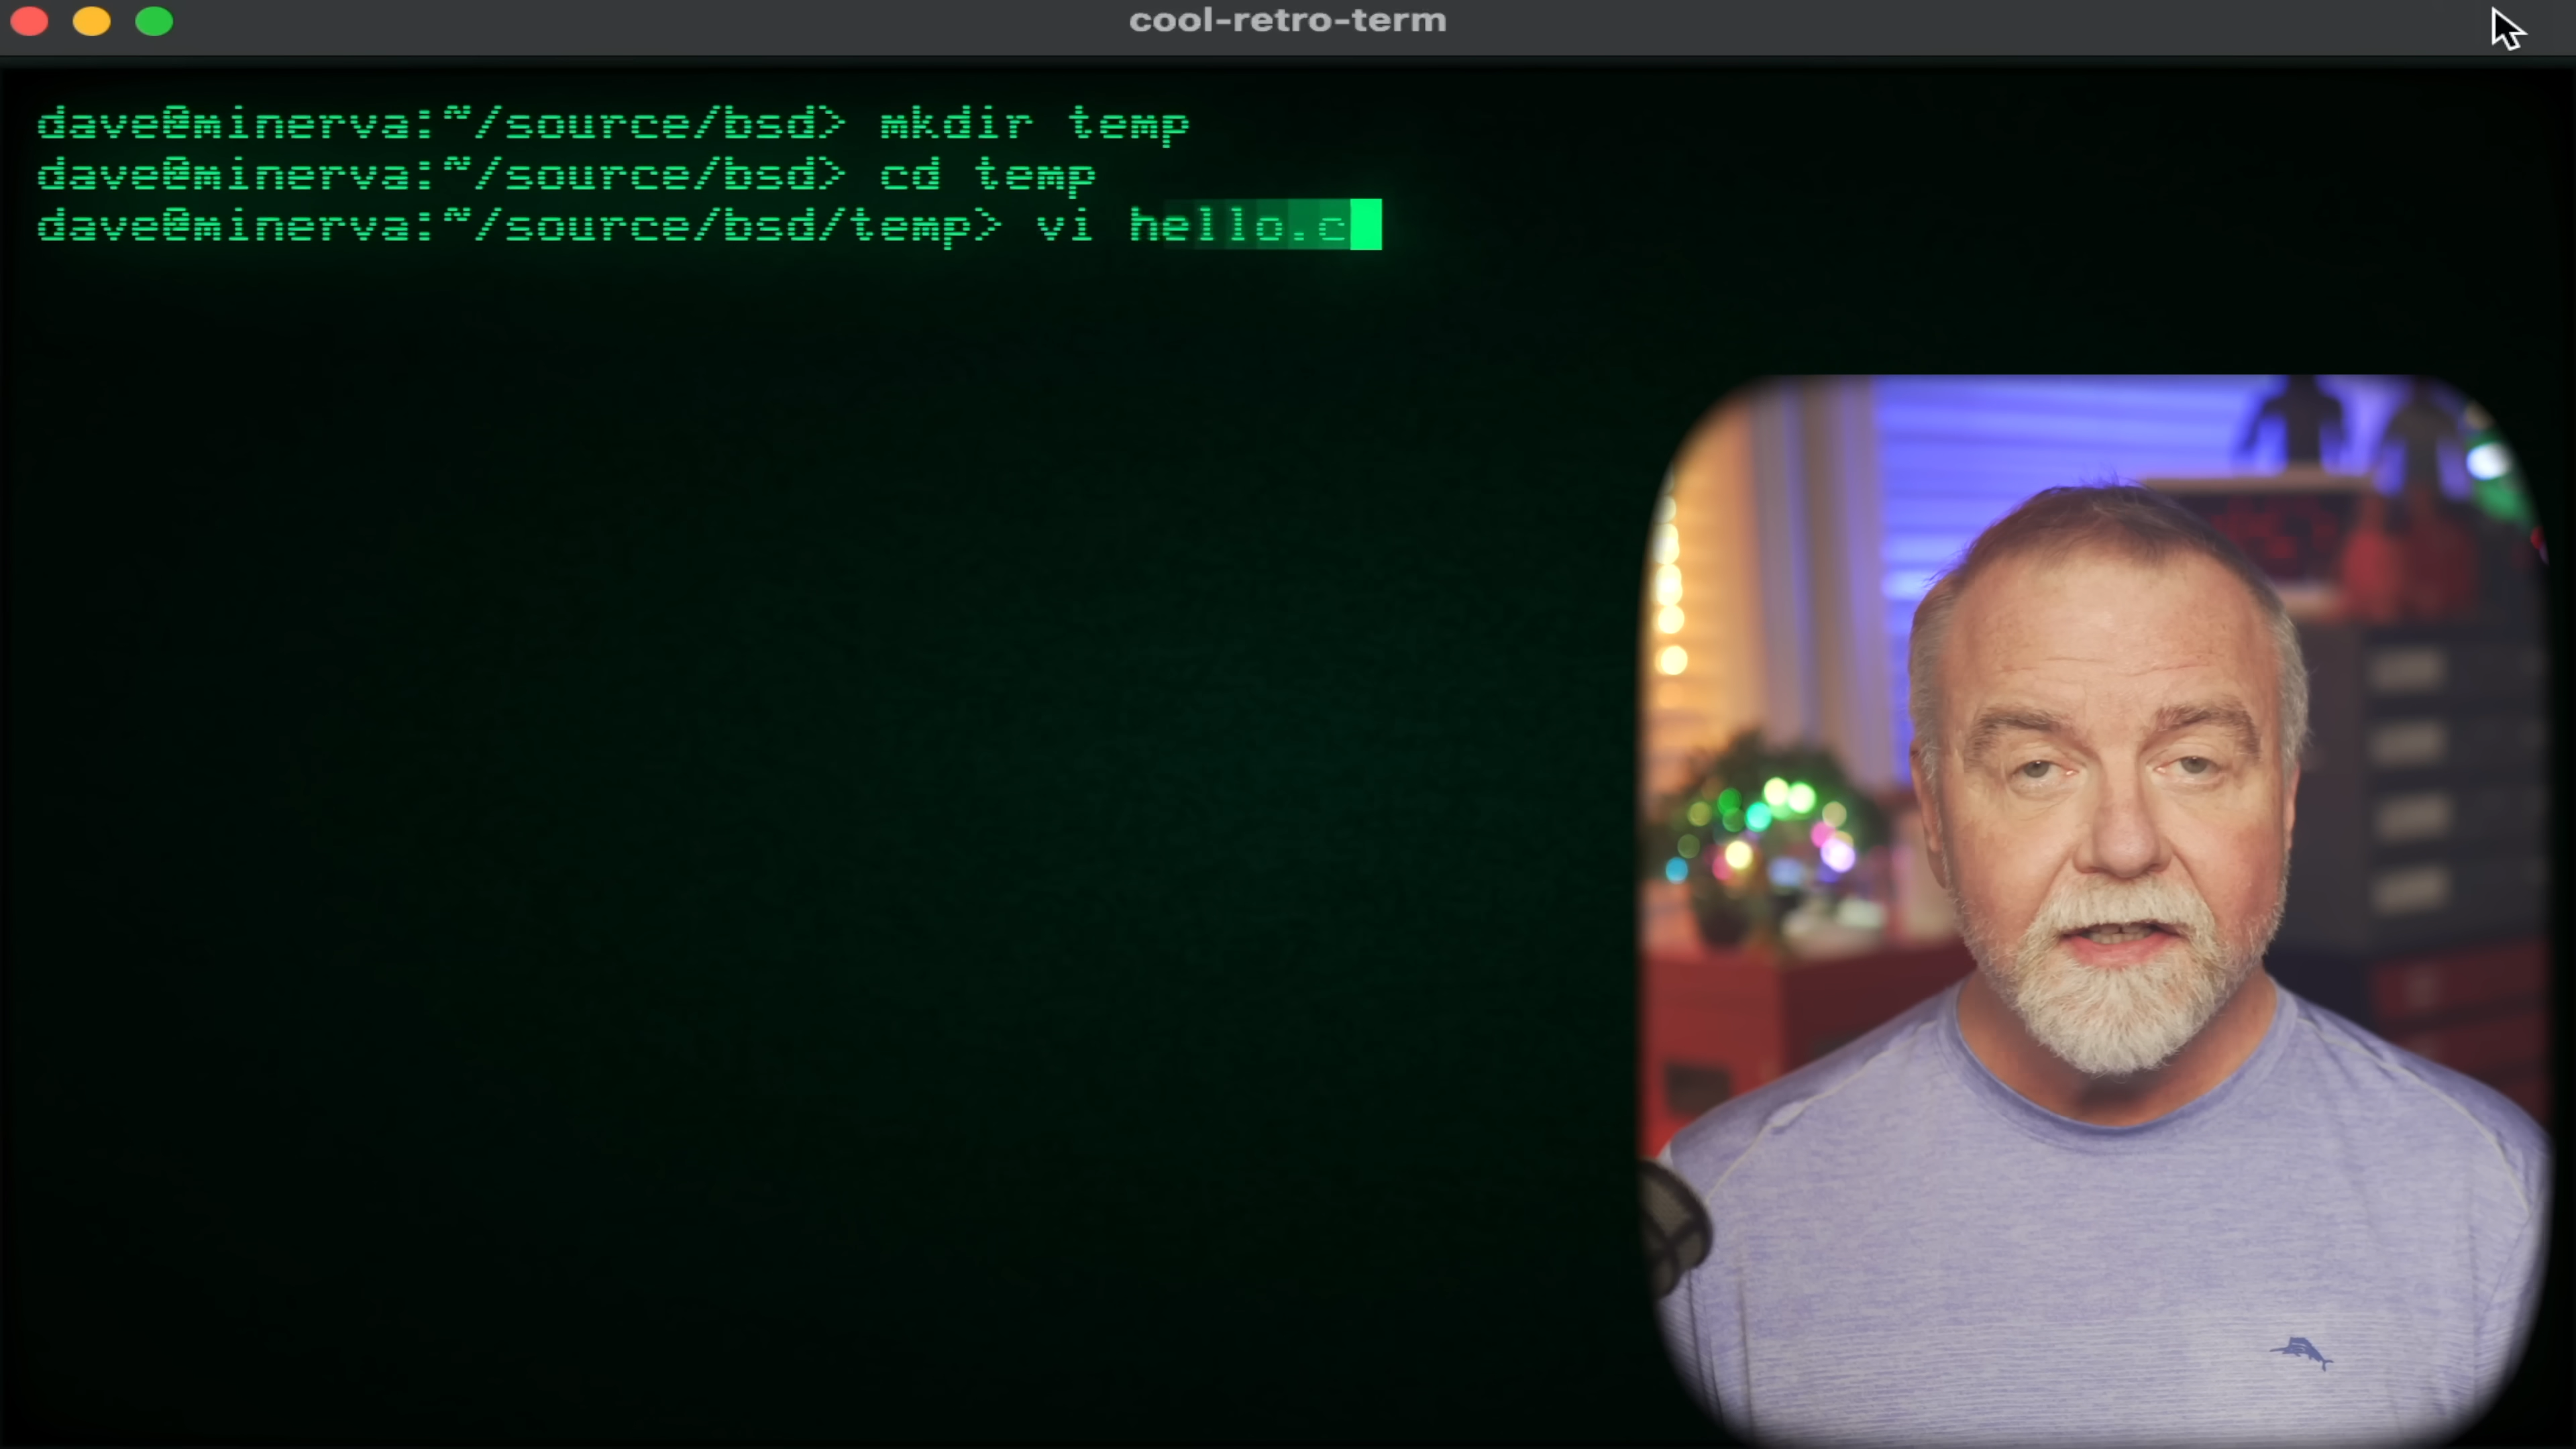 cool-retro-term
dave@minerva:~/source/bsd> mkdir temp
dave@minerva:~/source/bsd> cd temp
dave@minerva:~/source/bsd/temp> vi hello.c